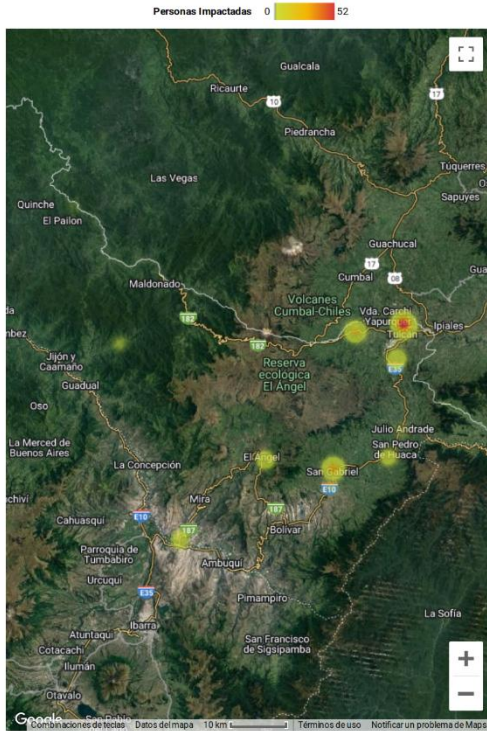 Personas Impactadas 0 52
Gualcala
Ricaurte
10
17
Piedrancha
Las Vegas
Túquerres
Sapuyes
Quinche
El Pailon
Guachucal
17
Cumbal
08
Maldonado
Volcanes
Cumbal-Chiles
Vda. Carchi
Yapurquer
Ipiales
Tulcán
182
182
Reserva
ecológica
El Ángel
E35
Jijón y
Caamaño
Guadual
Oso
Julio Andrade
La Merced de
Buenos Aires
San Pedro
de Huaca
El Ángel
La Concepción
San Gabriel
E10
Mira
187
Cahuasqui
E10
187
Bolívar
Parroquia de
Tumbabiro
Ambuqui
Urcuqui
E35
Pimampiro
La Sofía
Ibarra
Atuntaqui
San Francisco
de Sigsipamba
Cotacachi
Ilumán
+
Otavalo
−
Google
Combinaciones de teclas Datos del mapa 10 km Términos de uso Notificar un problema de Maps